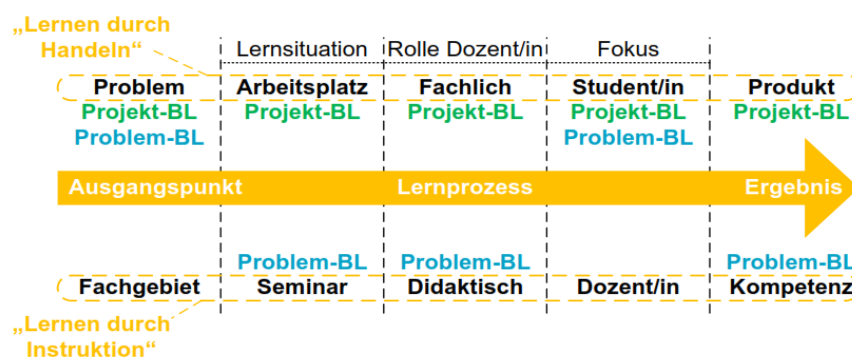 „Lernen durch
Handeln“
Lernsituation Rolle Dozent/in Fokus
Problem Arbeitsplatz Fachlich Student/in Produkt
Projekt-BL Projekt-BL Projekt-BL Projekt-BL Projekt-BL
Problem-BL Problem-BL
Ausgangspunkt Lernprozess Ergebnis
Problem-BL Problem-BL Problem-BL
Fachgebiet Seminar Didaktisch Dozent/in Kompetenz
„Lernen durch
Instruktion“